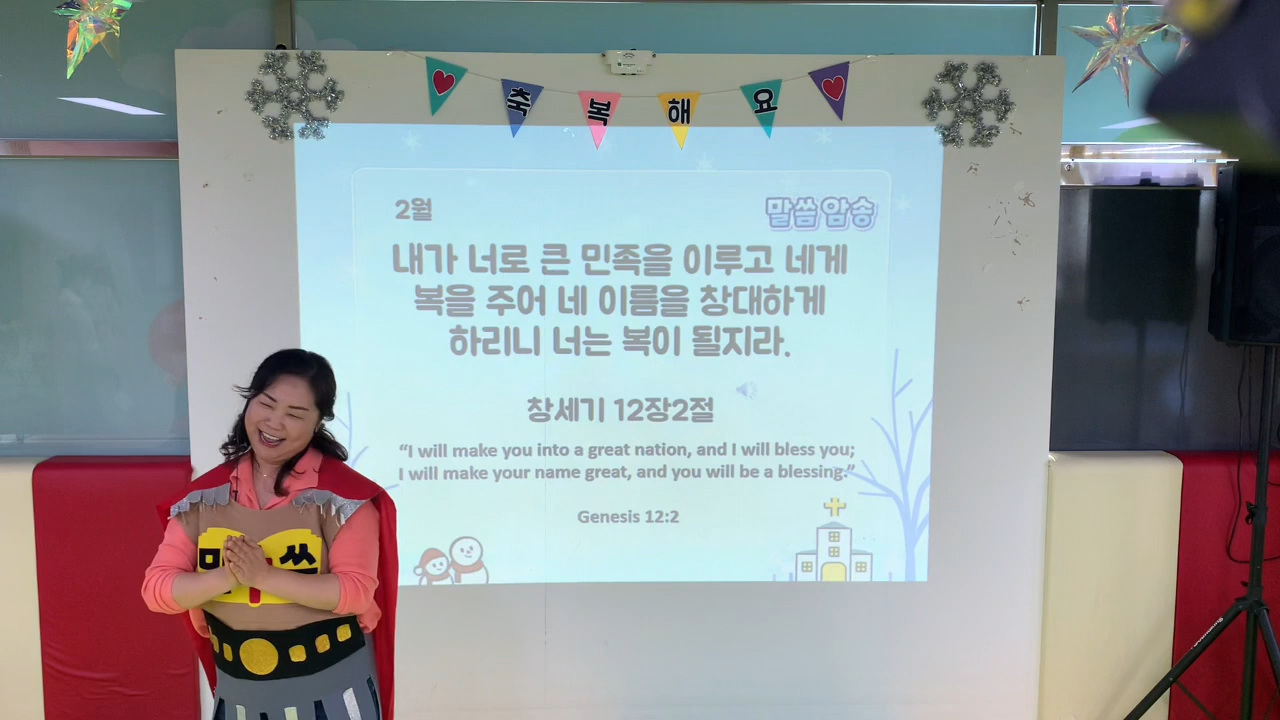 축복해요
2월
말씀 암송
내가 너로 큰 민족을 이루고 네게
복을 주어 네 이름을 창대하게
하리니 너는 복이 될지라.
창세기 12장2절
“I will make you into a great nation, and I will bless you;
I will make your name great, and you will be a blessing.”
Genesis 12:2